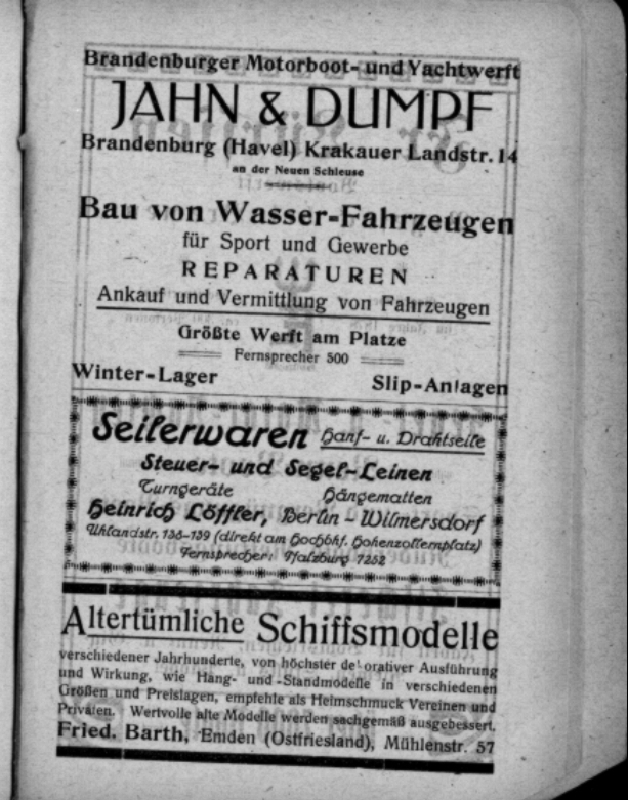 Brandenburger Motorboot- und Yachtwerft
JAHN & DUMPF
Brandenburg (Havel) Krakauer Landstr. 14
an der Neuen Schleuse
Bau von Wasser-Fahrzeugen
für Sport und Gewerbe
REPARATUREN
Ankauf und Vermittlung von Fahrzeugen
Größte Werft am Platze
Fernsprecher 500
Winter-Lager Slip-Anlagen
Seilerwaren Hanf- u. Drahtseile
Steuer- und Segel-Leinen
Turngeräte Hängematten
Heinrich Löffler, Berlin-Wilmersdorf
Uhlandstr. 138-139 (direkt am Hochbhf. Hohenzollernplatz)
Fernsprecher: Pfalzburg 7252
Altertümliche Schiffsmodelle
verschiedener Jahrhunderte, von höchster dekorativer Ausführung
und Wirkung, wie Häng- und -Standmodelle in verschiedenen
Größen und Preislagen, empfehle als Heimschmuck Vereinen und
Privaten. Wertvolle alte Modelle werden sachgemäß ausgebessert.
Fried. Barth, Emden (Ostfriesland), Mühlenstr. 57